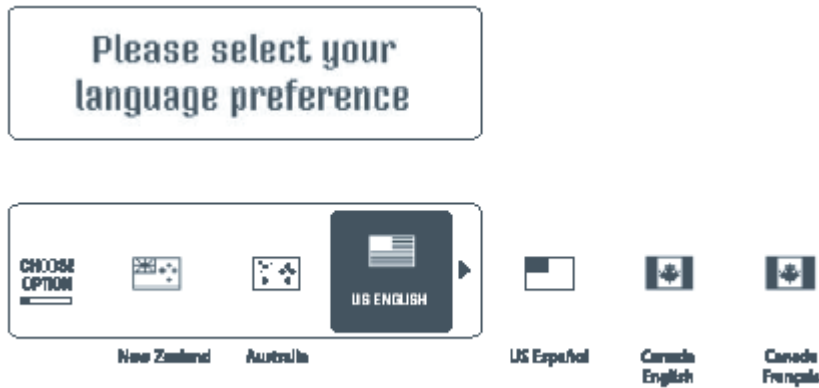 Please select your
language preference
CHOOSE
OPTION
US ENGLISH
New Zealand
Australia
US Español
Canada
English
Canada
Français